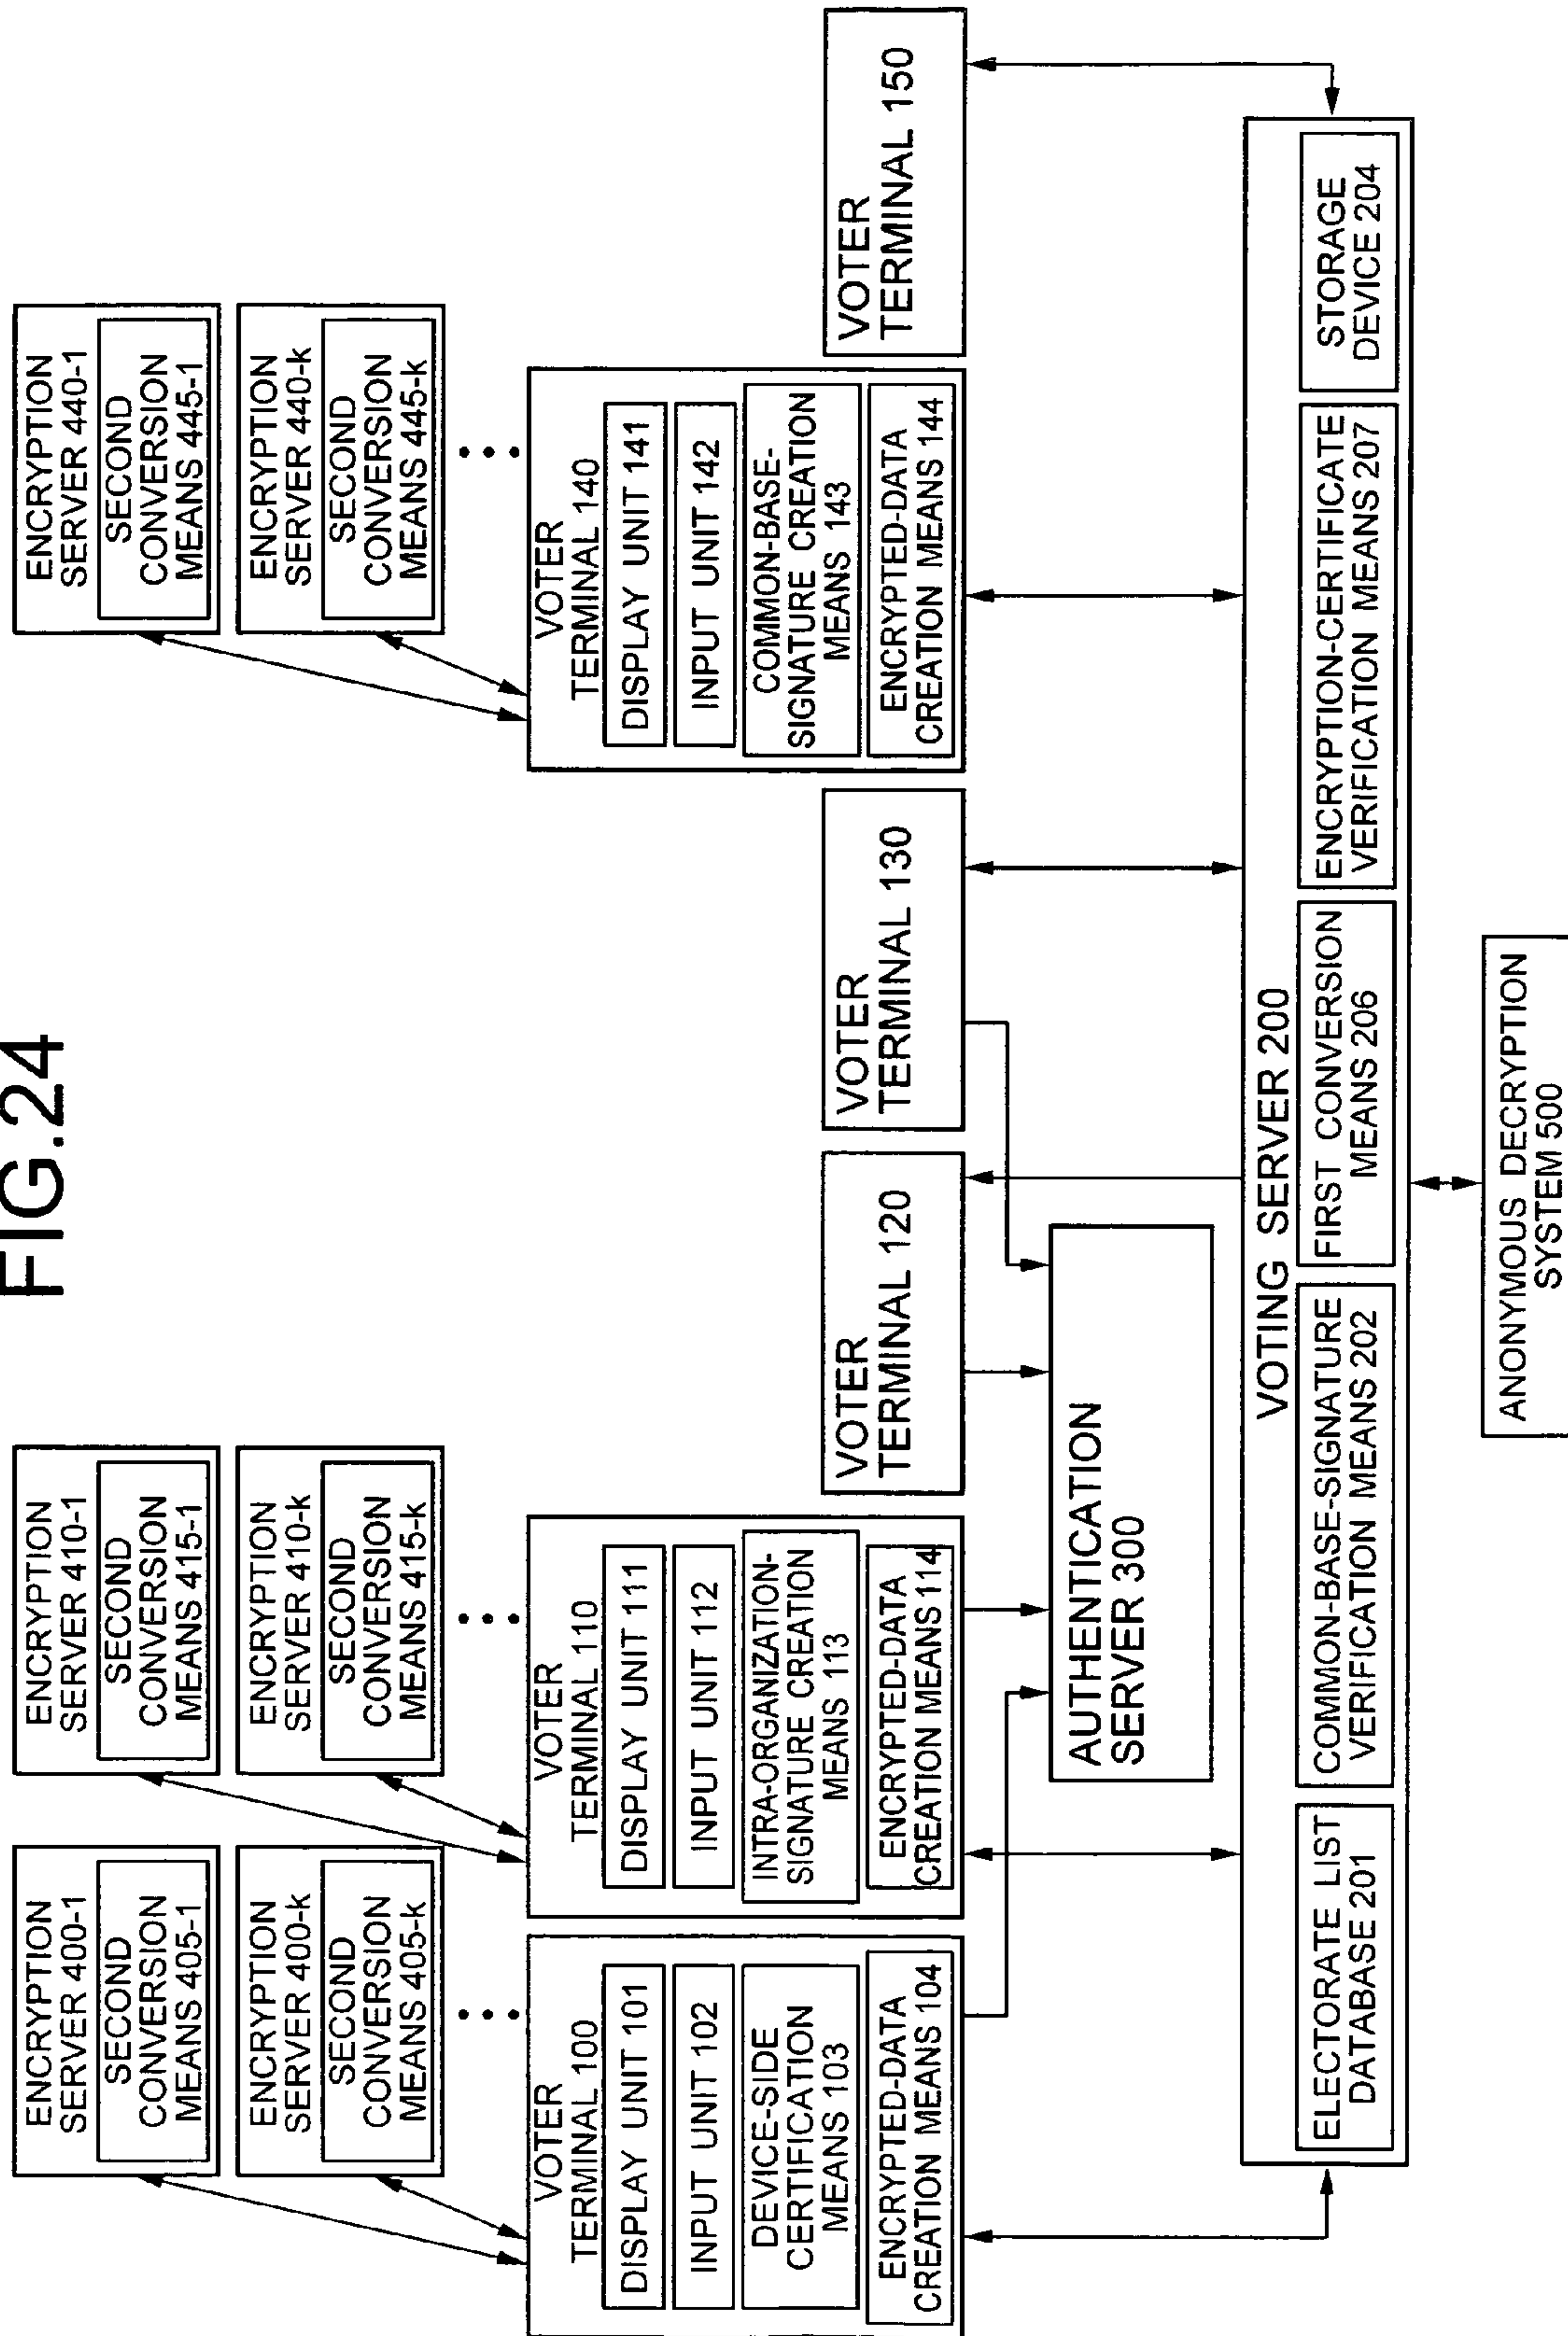 FIG.24
ENCRYPTION
SERVER 400-1
SECOND
CONVERSION
MEANS 405-1
ENCRYPTION
SERVER 400-k
SECOND
CONVERSION
MEANS 405-k
VOTER
TERMINAL 100
DISPLAY UNIT 101
INPUT UNIT 102
DEVICE-SIDE
CERTIFICATION
MEANS 103
ENCRYPTED-DATA
CREATION MEANS 104
ENCRYPTION
SERVER 410-1
SECOND
CONVERSION
MEANS 415-1
ENCRYPTION
SERVER 410-k
SECOND
CONVERSION
MEANS 415-k
VOTER
TERMINAL 110
DISPLAY UNIT 111
INPUT UNIT 112
INTRA-ORGANIZATION-
SIGNATURE CREATION
MEANS 113
ENCRYPTED-DATA
CREATION MEANS 114
VOTER
TERMINAL 120
VOTER
TERMINAL 130
ENCRYPTION
SERVER 440-1
SECOND
CONVERSION
MEANS 445-1
ENCRYPTION
SERVER 440-k
SECOND
CONVERSION
MEANS 445-k
VOTER
TERMINAL 140
DISPLAY UNIT 141
INPUT UNIT 142
COMMON-BASE-
SIGNATURE CREATION
MEANS 143
ENCRYPTED-DATA
CREATION MEANS 144
VOTER
TERMINAL 150
AUTHENTICATION
SERVER 300
VOTING SERVER 200
ELECTORATE LIST
DATABASE 201
COMMON-BASE-SIGNATURE
VERIFICATION MEANS 202
FIRST CONVERSION
MEANS 206
ENCRYPTION-CERTIFICATE
VERIFICATION MEANS 207
STORAGE
DEVICE 204
ANONYMOUS DECRYPTION
SYSTEM 500